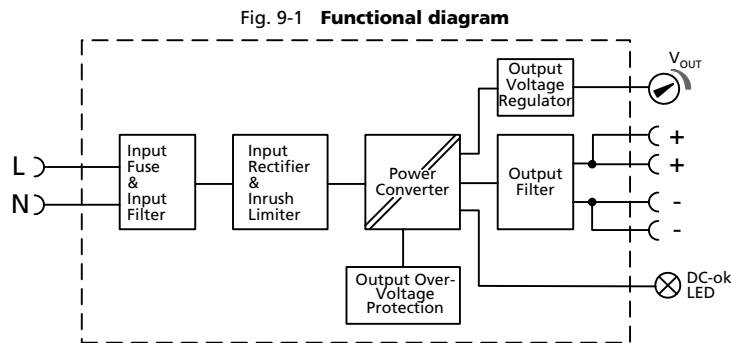 Fig. 9-1 Functional diagram
Output
Voltage
Regulator
V_OUT
L
N
Input
Fuse
&
Input
Filter
Input
Rectifier
&
Inrush
Limiter
Power
Converter
Output
Filter
+
+
-
-
Output Over-
Voltage
Protection
DC-ok
LED